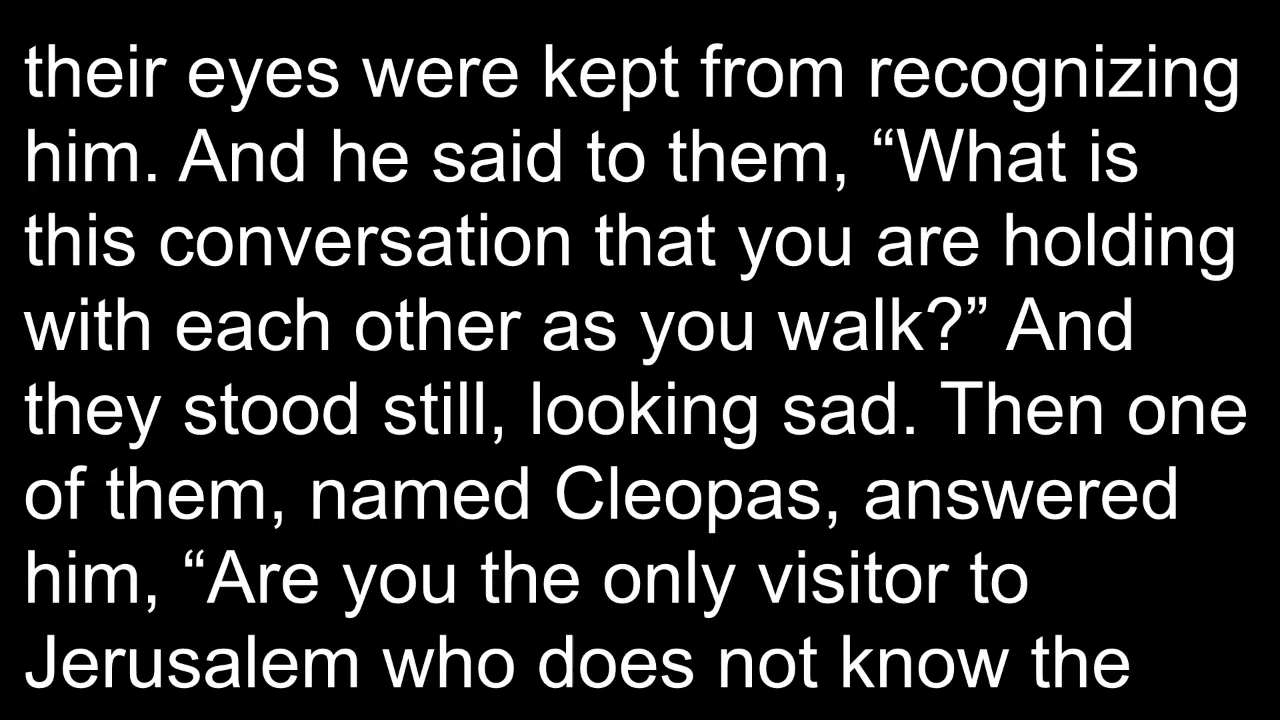 their eyes were kept from recognizing
him. And he said to them, “What is
this conversation that you are holding
with each other as you walk?” And
they stood still, looking sad. Then one
of them, named Cleopas, answered
him, “Are you the only visitor to
Jerusalem who does not know the